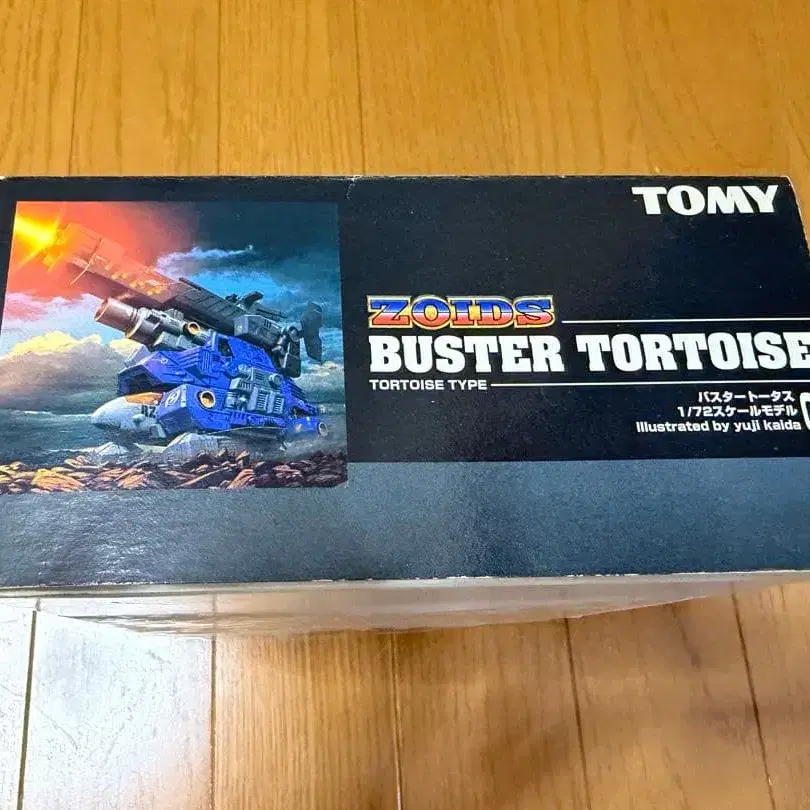 TOMY
ZOIDS
BUSTER TORTOISE
TORTOISE TYPE
バスタートータス
1/72スケールモデル
Illustrated by yuji kaida